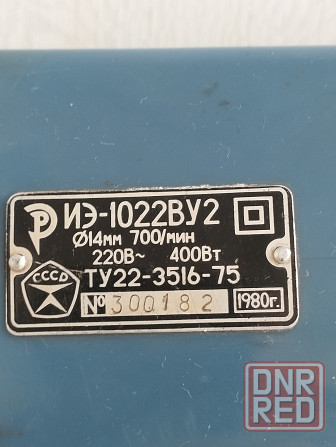 ИЭ-1022ВУ2
Ø14мм 700/мин
220В~ 400Вт
СССР
ТУ22-3516-75
№ 300182 1980г.
DNR
RED